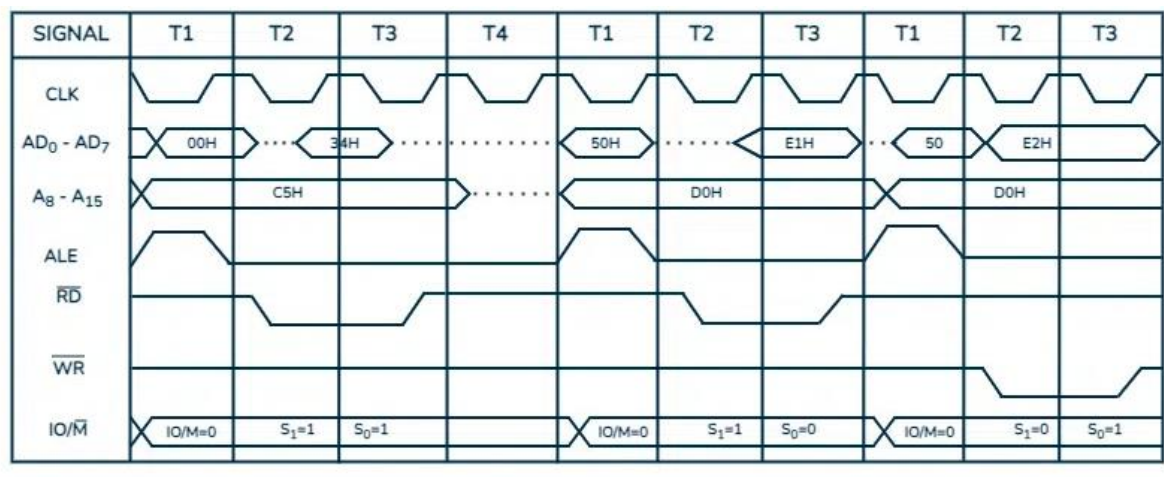 SIGNAL T1 T2 T3 T4 T1 T2 T3 T1 T2 T3
CLK
AD₀ - AD₇ 00H 34H 50H E1H 50 E2H
A₈ - A₁₅ C5H D0H D0H
ALE
R̅D̅
W̅R̅
IO/M̅ IO/M=0 S₁=1 S₀=1 IO/M=0 S₁=1 S₀=0 IO/M=0 S₁=0 S₀=1